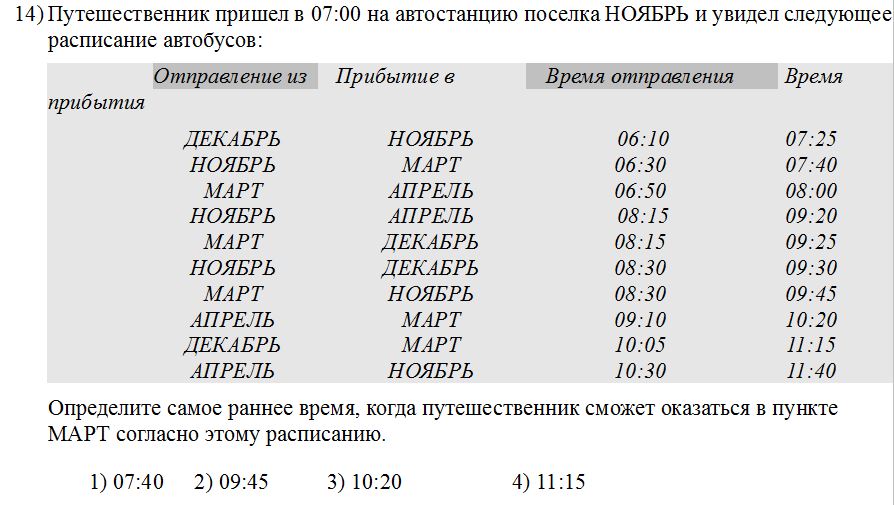 14) Путешественник пришел в 07:00 на автостанцию поселка НОЯБРЬ и увидел следующее
расписание автобусов:
Отправление из Прибытие в Время отправления Время
прибытия
ДЕКАБРЬ НОЯБРЬ 06:10 07:25
НОЯБРЬ МАРТ 06:30 07:40
МАРТ АПРЕЛЬ 06:50 08:00
НОЯБРЬ АПРЕЛЬ 08:15 09:20
МАРТ ДЕКАБРЬ 08:15 09:25
НОЯБРЬ ДЕКАБРЬ 08:30 09:30
МАРТ НОЯБРЬ 08:30 09:45
АПРЕЛЬ МАРТ 09:10 10:20
ДЕКАБРЬ МАРТ 10:05 11:15
АПРЕЛЬ НОЯБРЬ 10:30 11:40
Определите самое раннее время, когда путешественник сможет оказаться в пункте
МАРТ согласно этому расписанию.
1) 07:40 2) 09:45 3) 10:20 4) 11:15